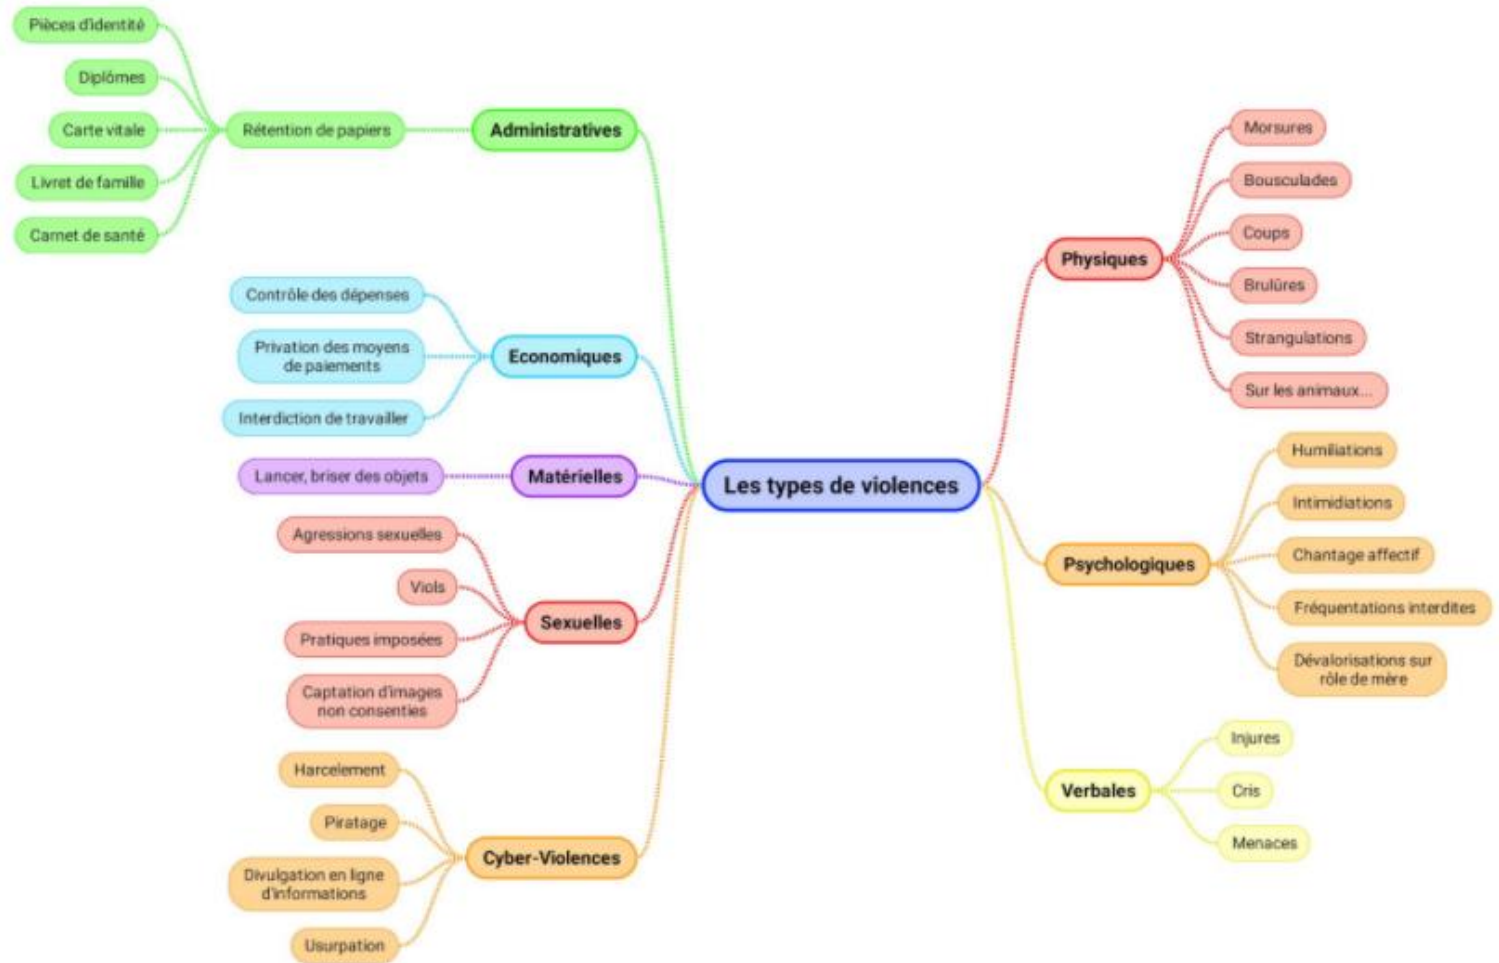 Les types de violences
Administratives
Rétention de papiers
Pièces d'identité
Diplômes
Carte vitale
Livret de famille
Carnet de santé
Economiques
Contrôle des dépenses
Privation des moyens
de paiements
Interdiction de travailler
Matérielles
Lancer, briser des objets
Sexuelles
Agressions sexuelles
Viols
Pratiques imposées
Captation d'images
non consenties
Cyber-Violences
Harcelement
Piratage
Divulgation en ligne
d'informations
Usurpation
Physiques
Morsures
Bousculades
Coups
Brulûres
Strangulations
Sur les animaux...
Psychologiques
Humiliations
Intimidiations
Chantage affectif
Fréquentations interdites
Dévalorisations sur
rôle de mère
Verbales
Injures
Cris
Menaces